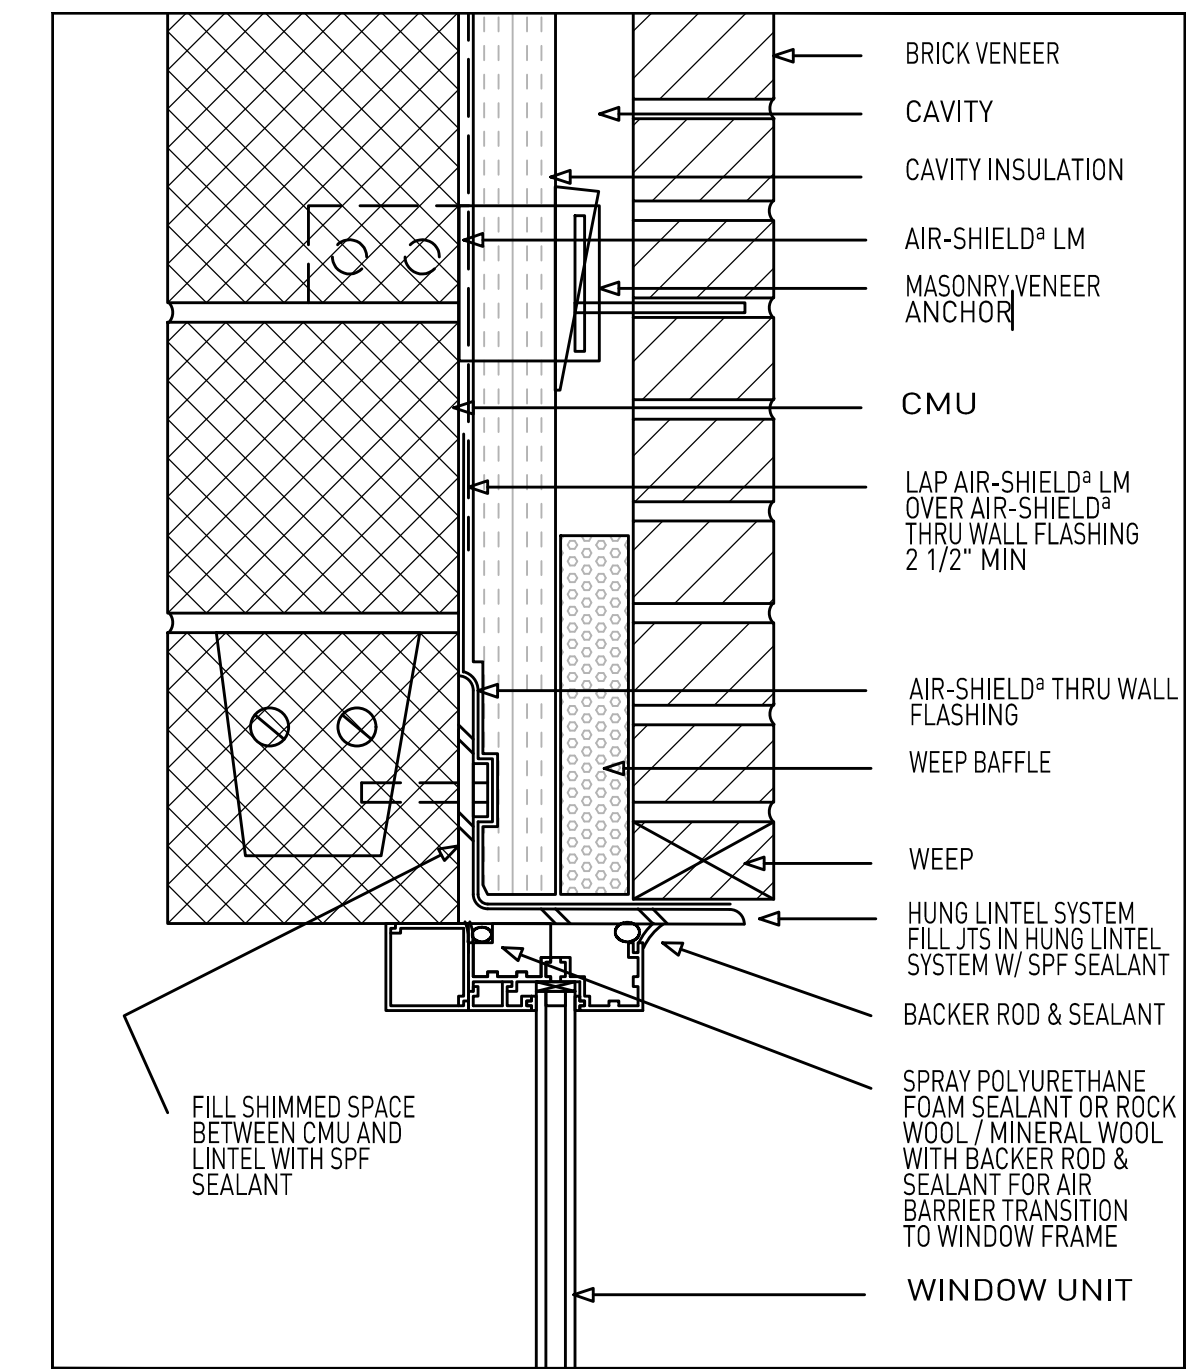 BRICK VENEER
CAVITY
CAVITY INSULATION
AIR-SHIELDª LM
MASONRY VENEER
ANCHOR
CMU
LAP AIR-SHIELDª LM
OVER AIR-SHIELDª
THRU WALL FLASHING
2 1/2" MIN
AIR-SHIELDª THRU WALL
FLASHING
WEEP BAFFLE
WEEP
HUNG LINTEL SYSTEM
FILL JTS IN HUNG LINTEL
SYSTEM W/ SPF SEALANT
BACKER ROD & SEALANT
SPRAY POLYURETHANE
FOAM SEALANT OR ROCK
WOOL / MINERAL WOOL
WITH BACKER ROD &
SEALANT FOR AIR
BARRIER TRANSITION
TO WINDOW FRAME
WINDOW UNIT
FILL SHIMMED SPACE
BETWEEN CMU AND
LINTEL WITH SPF
SEALANT